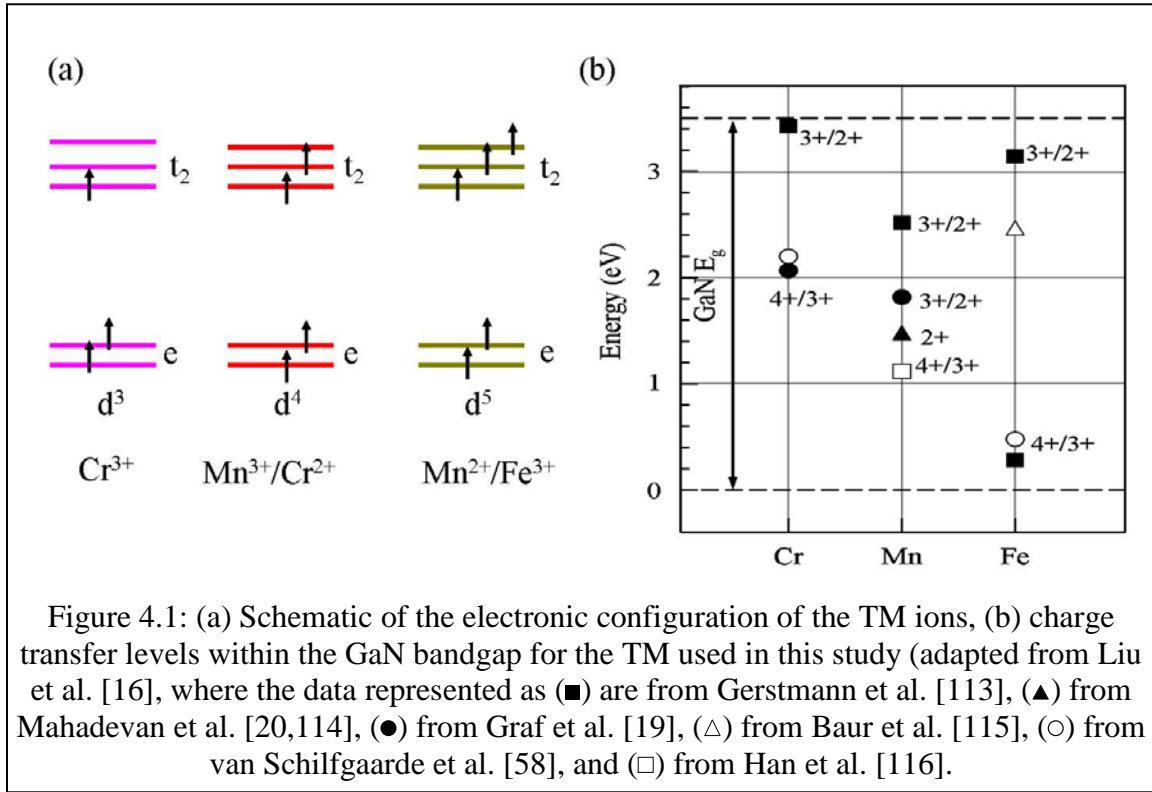 (a)
t₂
t₂
t₂
e
e
e
d³
d⁴
d⁵
Cr³⁺
Mn³⁺/Cr²⁺
Mn²⁺/Fe³⁺
(b)
Energy (eV)
3
2
1
0
GaN E_g
3+/2+
4+/3+
3+/2+
3+/2+
2+
4+/3+
3+/2+
4+/3+
Cr
Mn
Fe
Figure 4.1: (a) Schematic of the electronic configuration of the TM ions, (b) charge
transfer levels within the GaN bandgap for the TM used in this study (adapted from Liu
et al. [16], where the data represented as (■) are from Gerstmann et al. [113], (▲) from
Mahadevan et al. [20,114], (●) from Graf et al. [19], (△) from Baur et al. [115], (○) from
van Schilfgaarde et al. [58], and (□) from Han et al. [116].